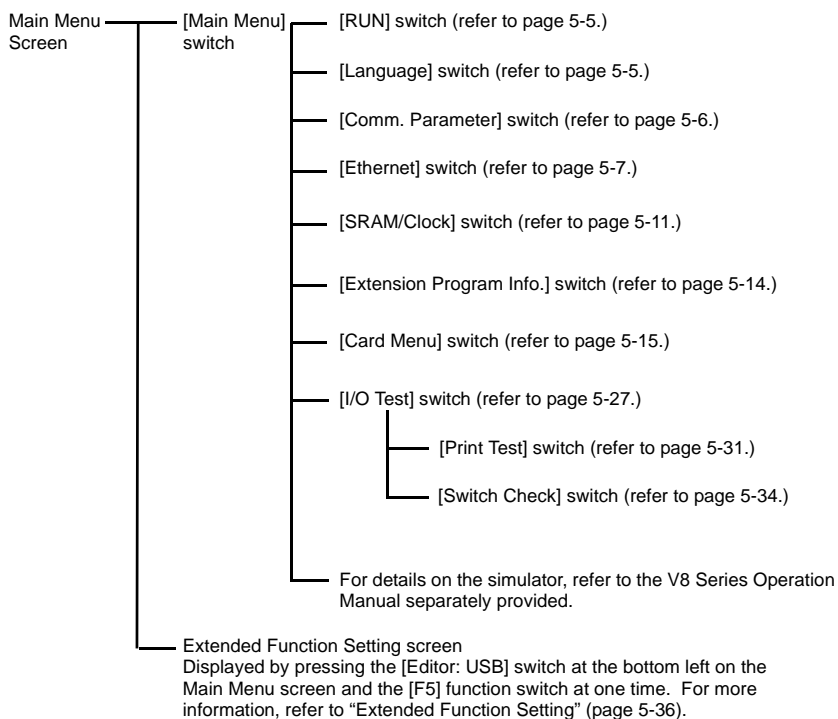 Main Menu
Screen
[Main Menu]
switch
[RUN] switch (refer to page 5-5.)
[Language] switch (refer to page 5-5.)
[Comm. Parameter] switch (refer to page 5-6.)
[Ethernet] switch (refer to page 5-7.)
[SRAM/Clock] switch (refer to page 5-11.)
[Extension Program Info.] switch (refer to page 5-14.)
[Card Menu] switch (refer to page 5-15.)
[I/O Test] switch (refer to page 5-27.)
[Print Test] switch (refer to page 5-31.)
[Switch Check] switch (refer to page 5-34.)
For details on the simulator, refer to the V8 Series Operation
Manual separately provided.
Extended Function Setting screen
Displayed by pressing the [Editor: USB] switch at the bottom left on the
Main Menu screen and the [F5] function switch at one time.  For more
information, refer to “Extended Function Setting” (page 5-36).